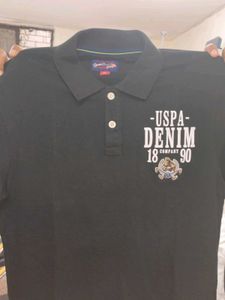 -USPA-
DENIM
COMPANY
18 90